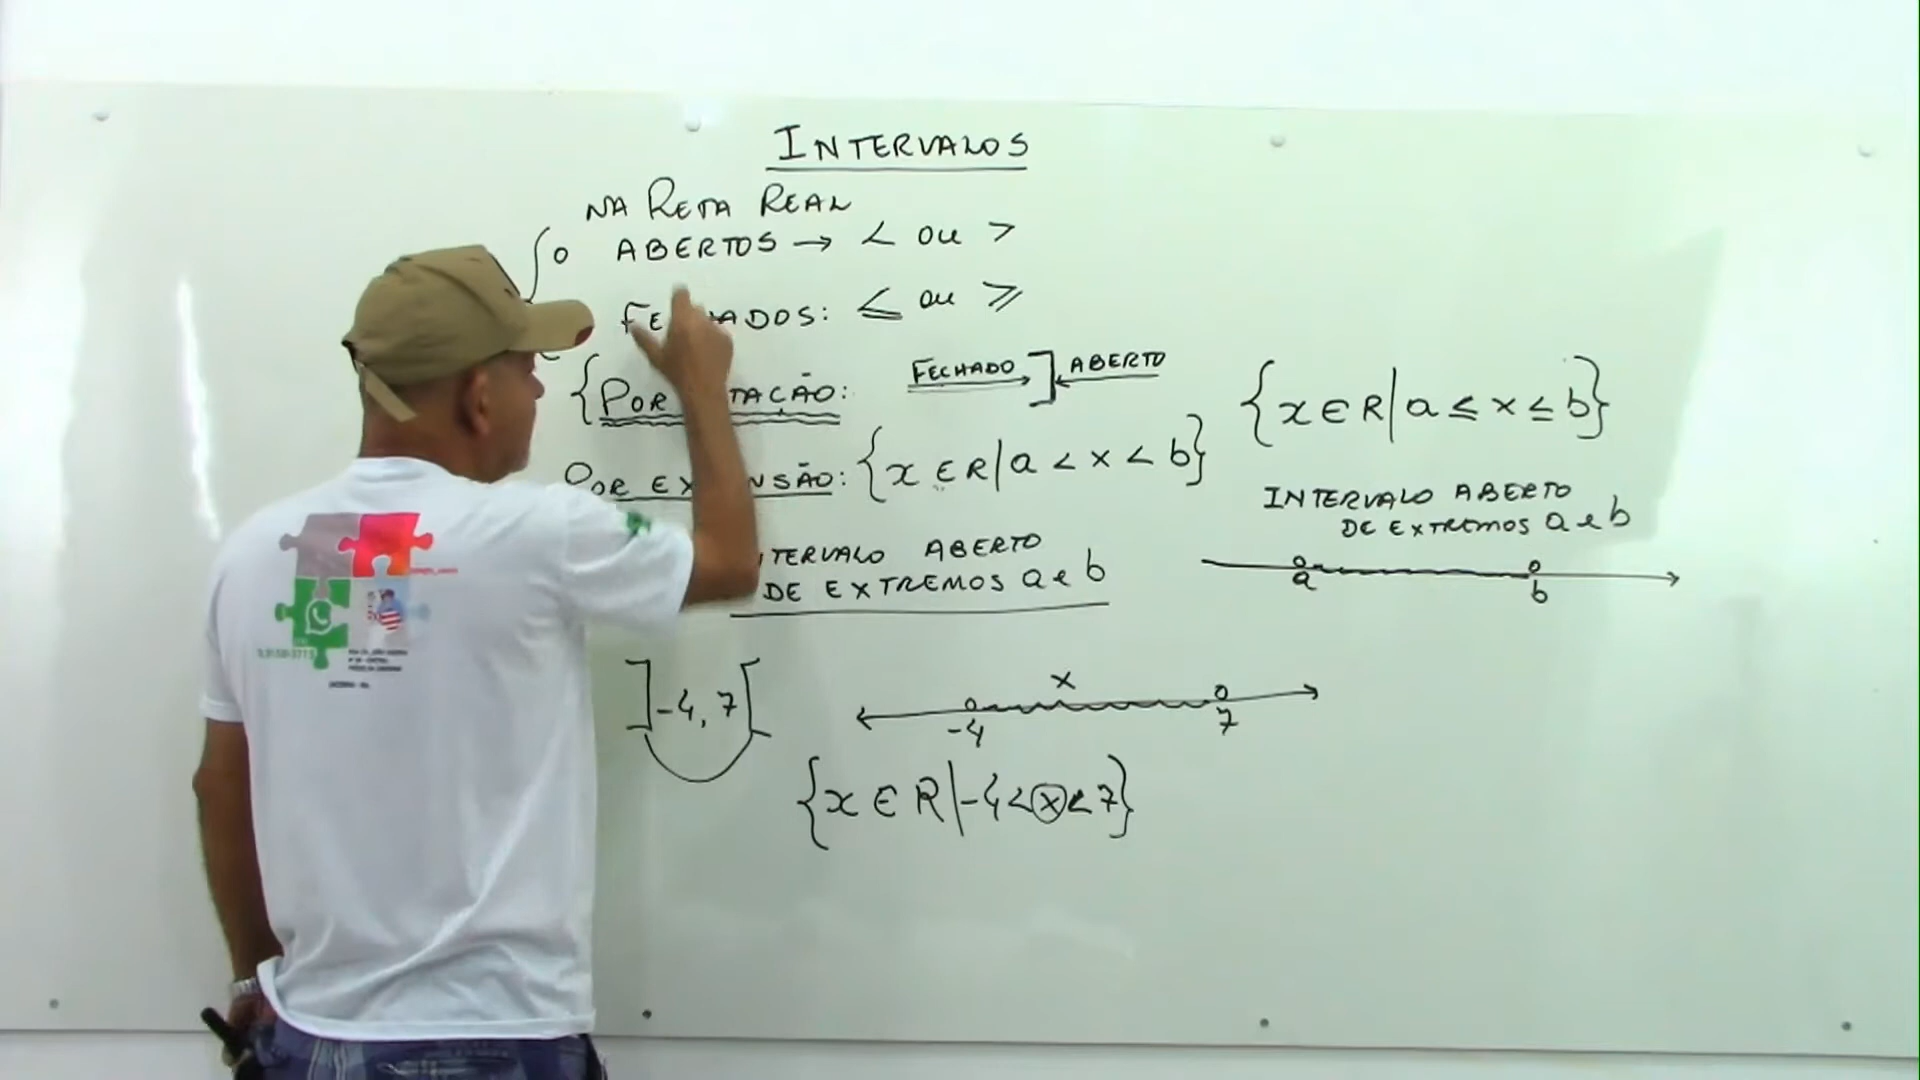 INTERVALOS
NA RETA REAL
o ABERTOS → < ou >
FECHADOS: ≤ ou ≥
{POR NOTAÇÃO: FECHADO ] ABERTO
POR EXTENSÃO: {x ∈ R | a < x < b}
INTERVALO ABERTO
DE EXTREMOS a e b
{x ∈ R | a ≤ x ≤ b}
INTERVALO ABERTO
DE EXTREMOS a e b
a b
]-4, 7[
x
-4 7
{x ∈ R | -4 < x < 7}